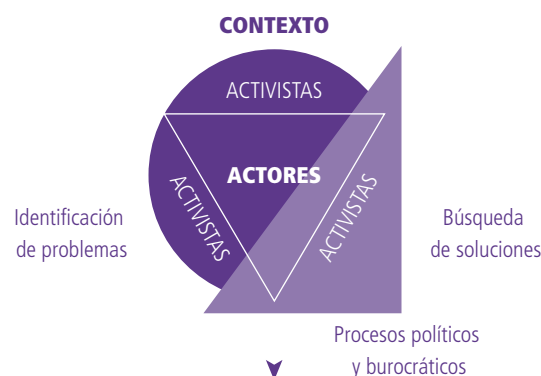 CONTEXTO
ACTIVISTAS
ACTORES
ACTIVISTAS
ACTIVISTAS
Identificación
de problemas
Búsqueda
de soluciones
Procesos políticos
y burocráticos